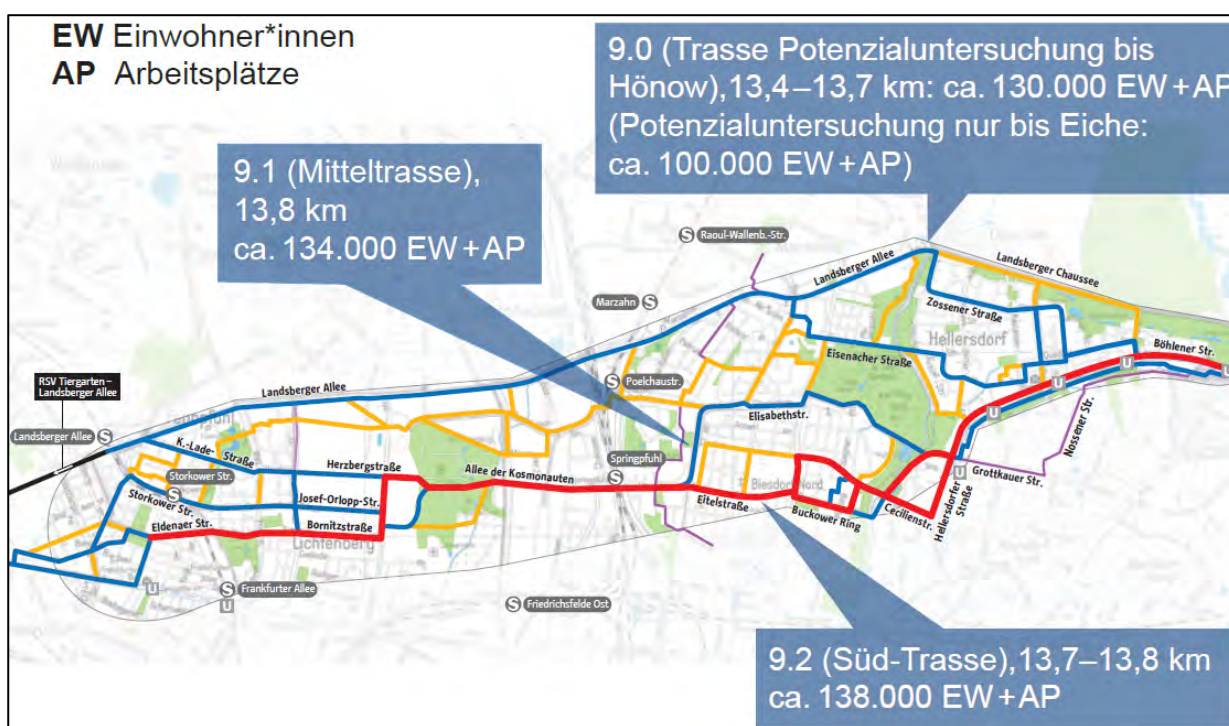 EW Einwohner*innen
AP Arbeitsplätze
9.0 (Trasse Potenzialuntersuchung bis
Hönow),13,4–13,7 km: ca. 130.000 EW+AP
(Potenzialuntersuchung nur bis Eiche:
ca. 100.000 EW+AP)
9.1 (Mitteltrasse),
13,8 km
ca. 134.000 EW+AP
S Raoul-Wallenb.-Str.
Landsberger Allee
Landsberger Chaussee
Marzahn S
Zossener Straße
Hellersdorf
Eisenacher Straße
Böhlener Str.
U
U
U
U
RSV Tiergarten –
Landsberger Allee
Landsberger Allee
S Poelchaustr.
Elisabethstr.
Nossener Str.
Landsberger Allee S
K.-Lade-Straße
Herzbergstraße
Allee der Kosmonauten
Springpfuhl
S
Storkower Str.
S
Storkower Str.
Josef-Orlopp-Str.
Grottkauer Str.
U
Biesdorf Nord
Eitelstraße
Buckower Ring
Cecilienstr.
Hellersdorfer
Straße
Eldenaer Str.
Bornitzstraße
Lichtenberg
U
S Frankfurter Allee
U
S Friedrichsfelde Ost
9.2 (Süd-Trasse),13,7–13,8 km
ca. 138.000 EW+AP